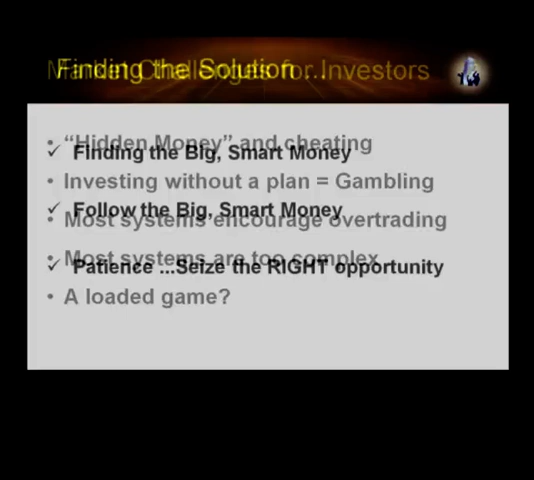 Finding the Solution ...
Market Challenges for Investors
• “Hidden Money” and cheating
✓ Finding the Big, Smart Money
• Investing without a plan = Gambling
✓ Follow the Big, Smart Money
• Most systems encourage overtrading
• Most systems are too complex
✓ Patience ...Seize the RIGHT opportunity
• A loaded game?